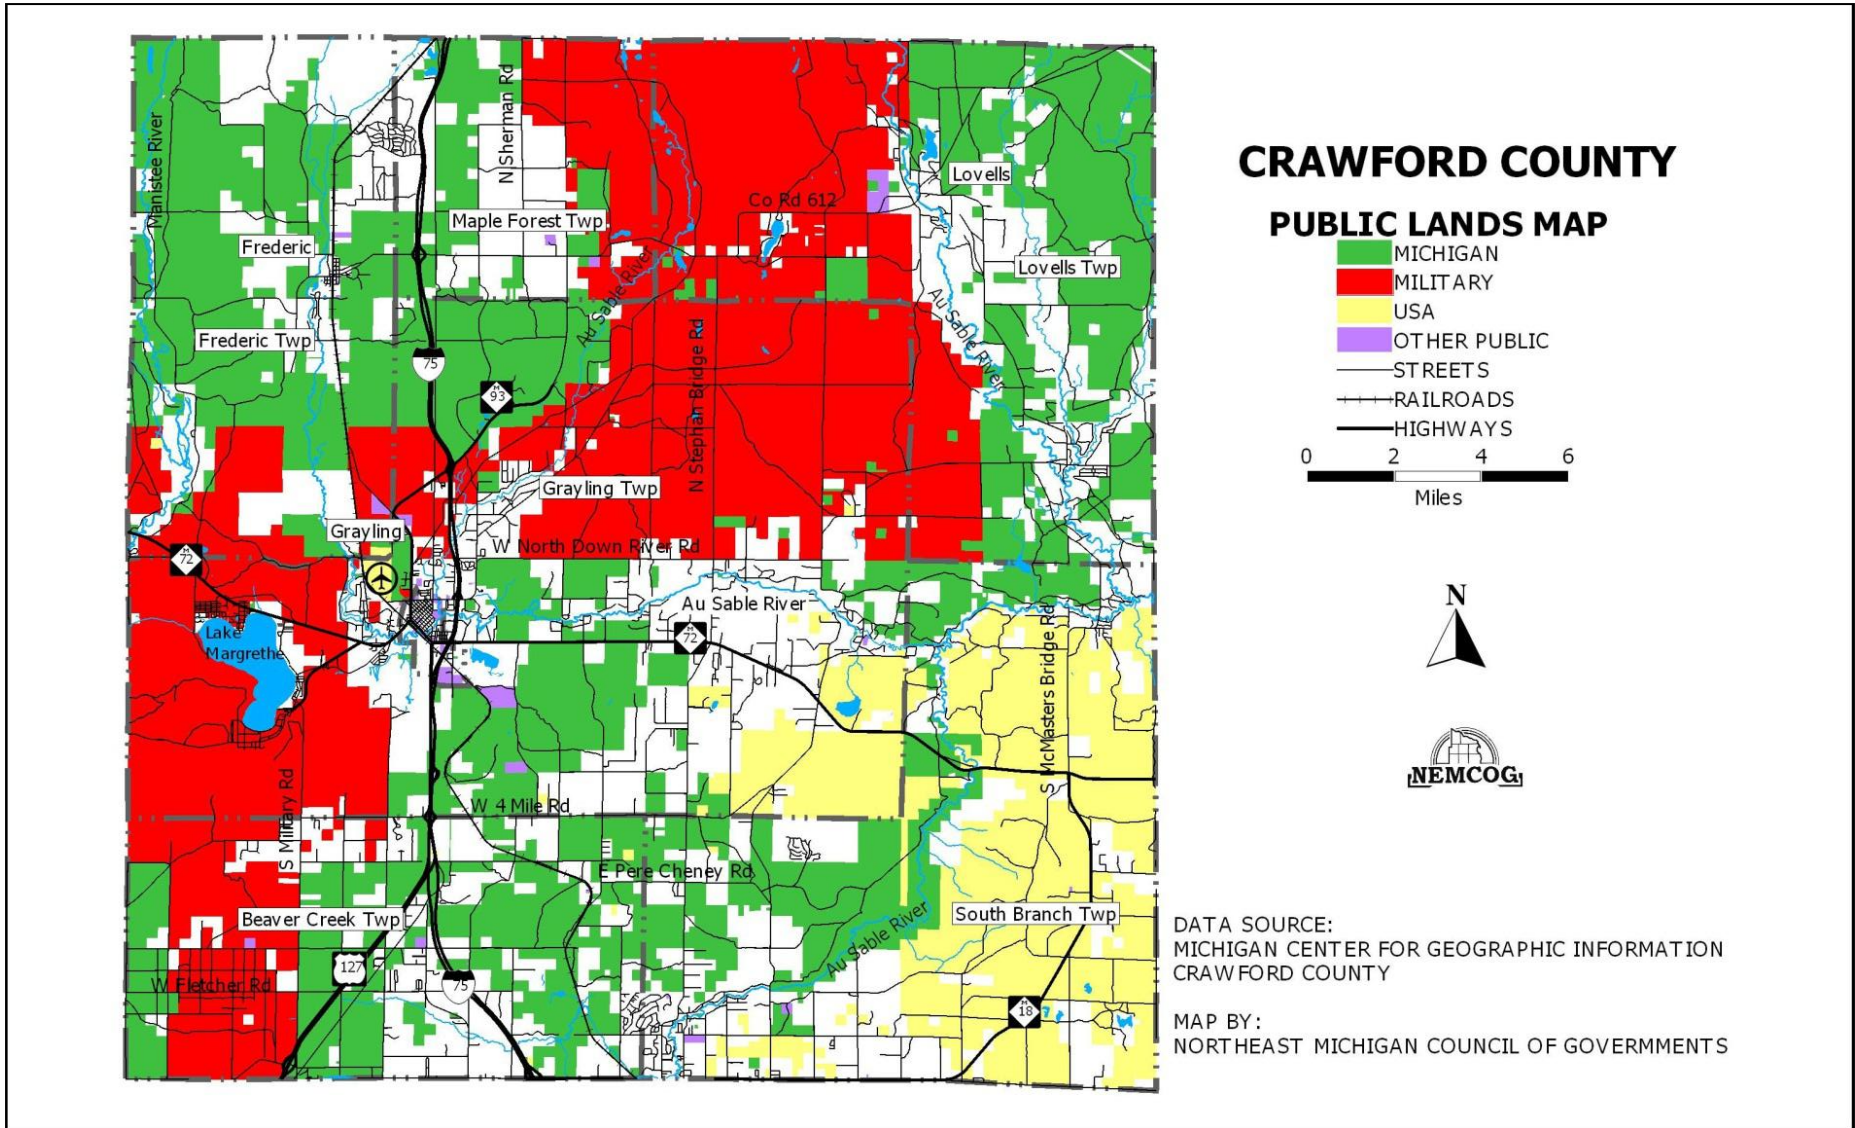 CRAWFORD COUNTY
PUBLIC LANDS MAP
MICHIGAN
MILITARY
USA
OTHER PUBLIC
STREETS
RAILROADS
HIGHWAYS
0 2 4 6
Miles
N
NEMCOG
DATA SOURCE:
MICHIGAN CENTER FOR GEOGRAPHIC INFORMATION
CRAWFORD COUNTY
MAP BY:
NORTHEAST MICHIGAN COUNCIL OF GOVERMMENTS
Manistee River
N Sherman Rd
Lovells
Co Rd 612
Maple Forest Twp
Frederic
Lovells Twp
Au Sable River
Au Sable River
Frederic Twp
75
M
93
N Stephan Bridge Rd
Grayling Twp
Grayling
W North Down River Rd
M
72
Au Sable River
M
72
Lake
Margrethe
S McMasters Bridge Rd
S Military Rd
W 4 Mile Rd
E Pere Cheney Rd
Beaver Creek Twp
South Branch Twp
Au Sable River
127
W Fletcher Rd
75
M
18